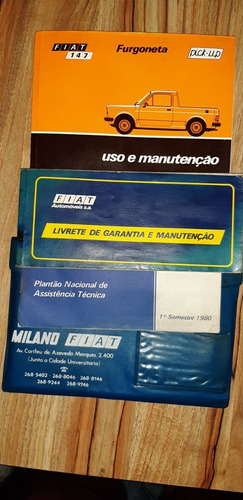 FIAT
147
Furgoneta
pick-up
uso e manutenção
FIAT
Automóveis s.a.
LIVRETE DE GARANTIA E MANUTENÇÃO
Plantão Nacional de
Assistência Técnica
1º Semestre 1980
MILANO FIAT
Av. Corifeu de Azevedo Marques, 2.400
(Junto a Cidade Universitária)
268-5402 268-8046 268-8146
268-9244 268-9746